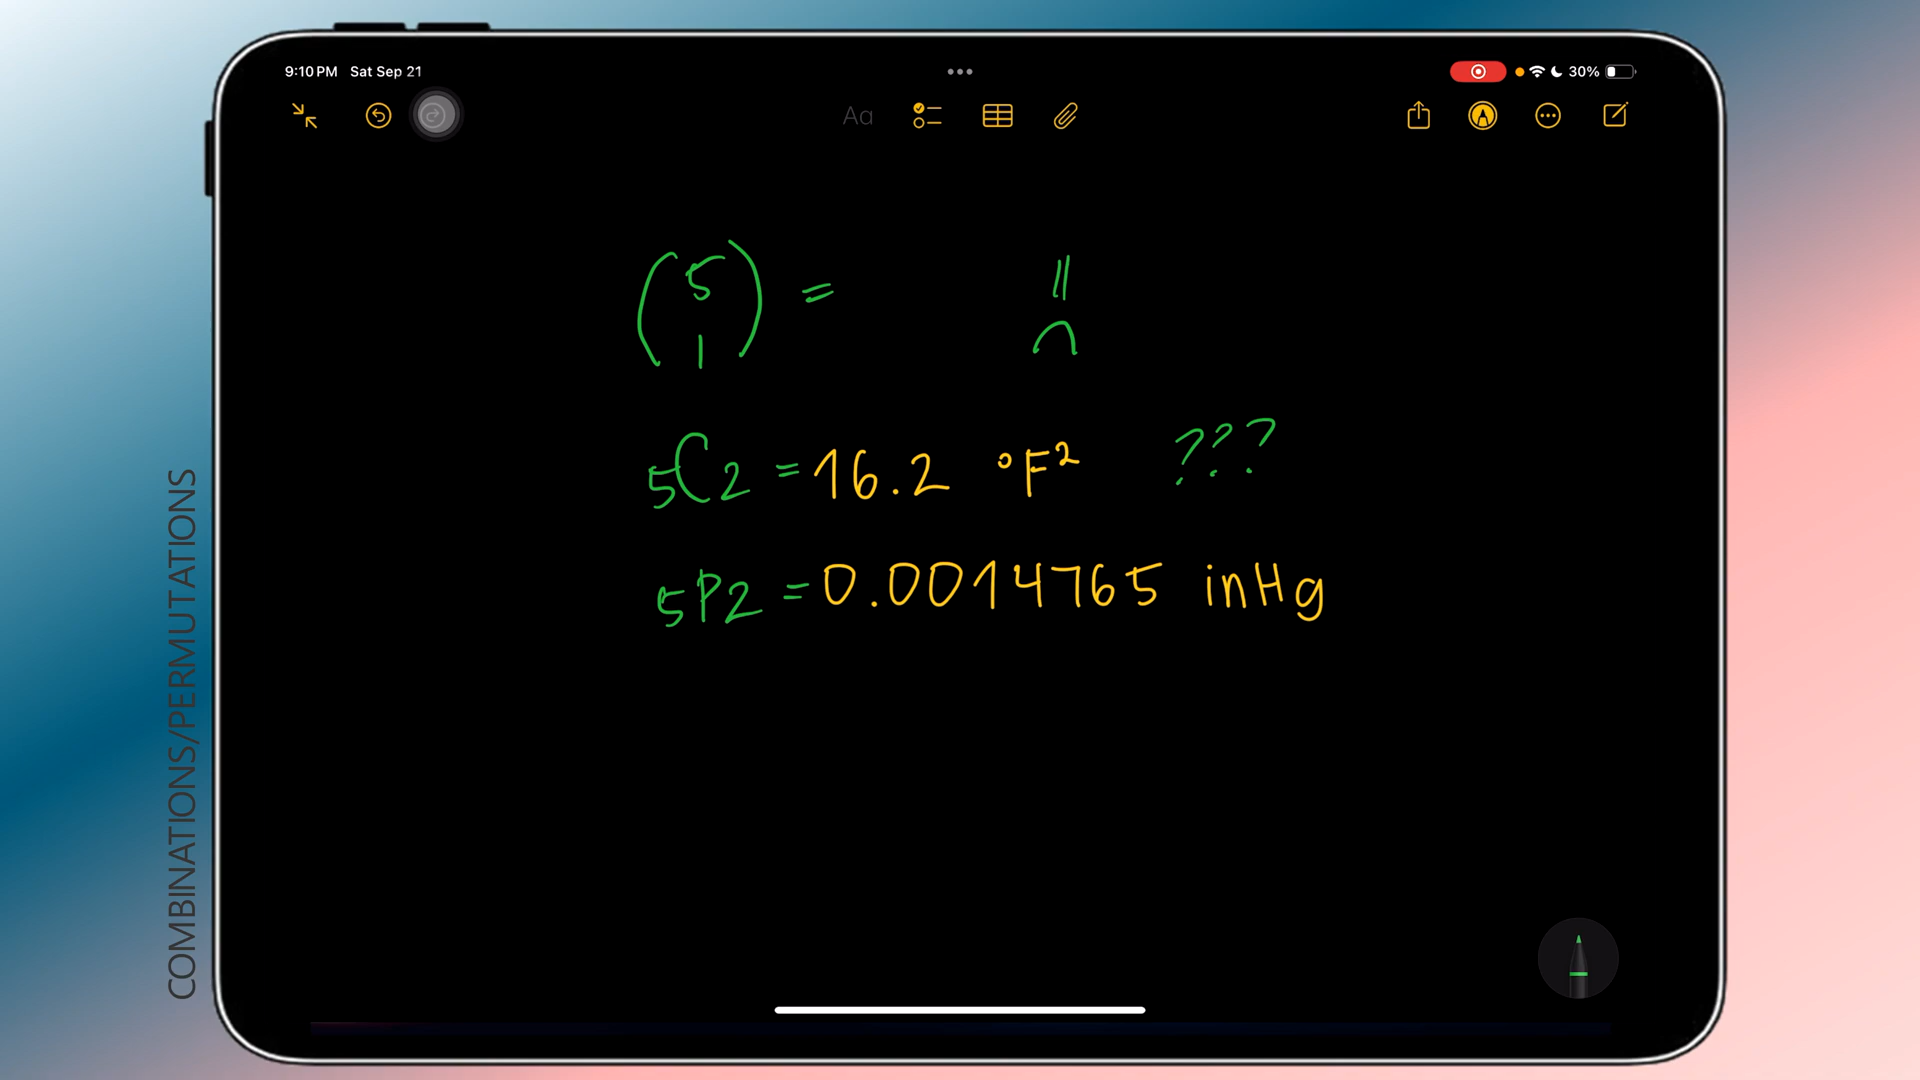 9:10 PM Sat Sep 21
30%
Aa
(5
1) =
5C2 = 16.2 °F² ???
5P2 = 0.0014765 inHg
COMBINATIONS/PERMUTATIONS